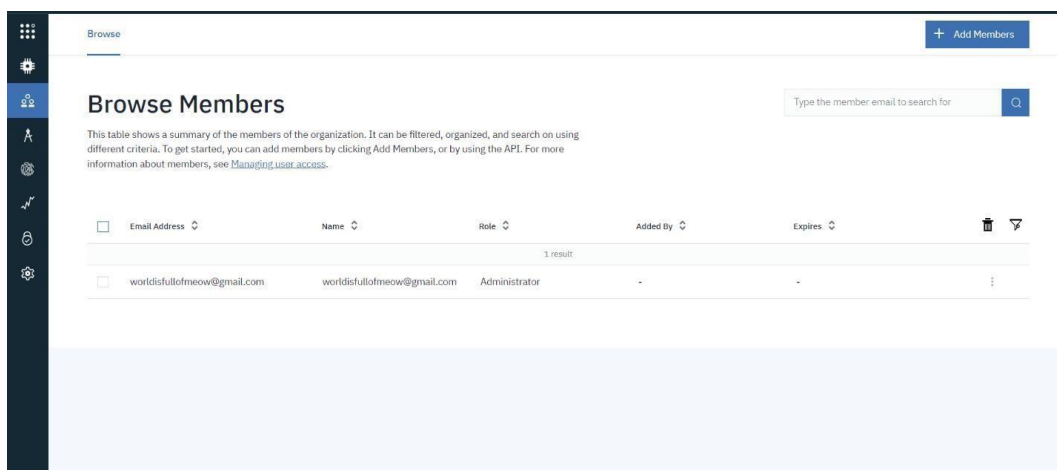 Browse
+ Add Members
Browse Members
Type the member email to search for
This table shows a summary of the members of the organization. It can be filtered, organized, and search on using
different criteria. To get started, you can add members by clicking Add Members, or by using the API. For more
information about members, see Managing user access.
Email Address Name Role Added By Expires
1 result
worldisfullofmeow@gmail.com worldisfullofmeow@gmail.com Administrator - -